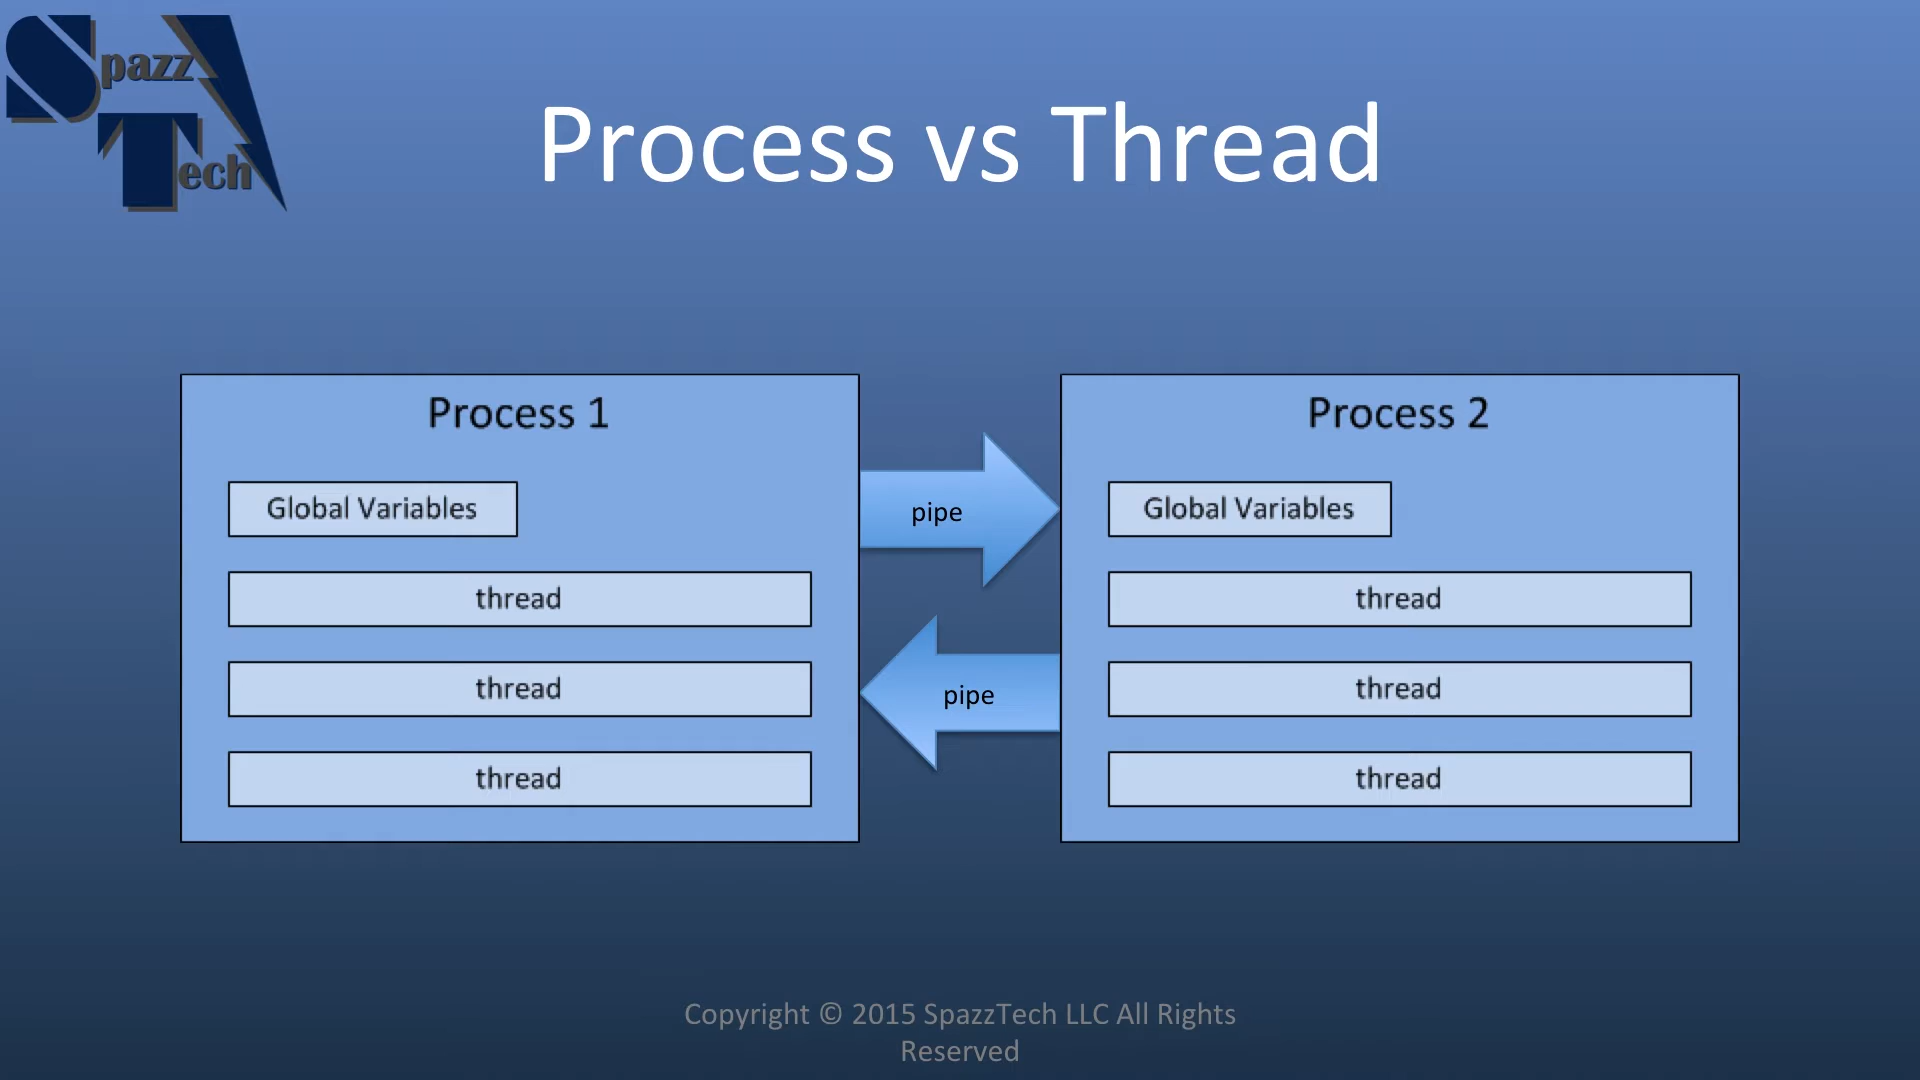 Spazz
Tech
Process vs Thread
Process 1
Global Variables
thread
thread
thread
pipe
pipe
Process 2
Global Variables
thread
thread
thread
Copyright © 2015 SpazzTech LLC All Rights
Reserved